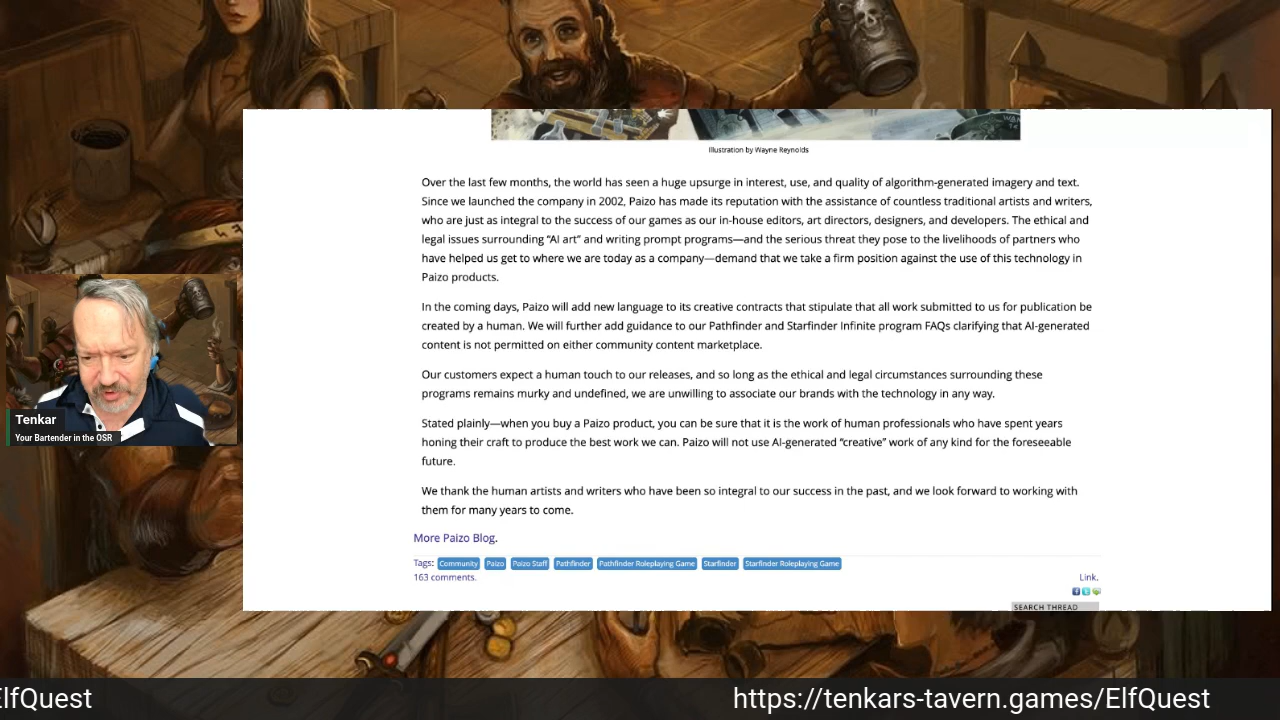 Illustration by Wayne Reynolds
Over the last few months, the world has seen a huge upsurge in interest, use, and quality of algorithm-generated imagery and text.
Since we launched the company in 2002, Paizo has made its reputation with the assistance of countless traditional artists and writers,
who are just as integral to the success of our games as our in-house editors, art directors, designers, and developers. The ethical and
legal issues surrounding “AI art” and writing prompt programs—and the serious threat they pose to the livelihoods of partners who
have helped us get to where we are today as a company—demand that we take a firm position against the use of this technology in
Paizo products.
In the coming days, Paizo will add new language to its creative contracts that stipulate that all work submitted to us for publication be
created by a human. We will further add guidance to our Pathfinder and Starfinder Infinite program FAQs clarifying that AI-generated
content is not permitted on either community content marketplace.
Our customers expect a human touch to our releases, and so long as the ethical and legal circumstances surrounding these
programs remains murky and undefined, we are unwilling to associate our brands with the technology in any way.
Stated plainly—when you buy a Paizo product, you can be sure that it is the work of human professionals who have spent years
honing their craft to produce the best work we can. Paizo will not use AI-generated “creative” work of any kind for the foreseeable
future.
We thank the human artists and writers who have been so integral to our success in the past, and we look forward to working with
them for many years to come.
More Paizo Blog.
Tags: Community Paizo Paizo Staff Pathfinder Pathfinder Roleplaying Game Starfinder Starfinder Roleplaying Game
163 comments. Link.
SEARCH THREAD
Tenkar
Your Bartender in the OSR
ElfQuest https://tenkars-tavern.games/ElfQuest